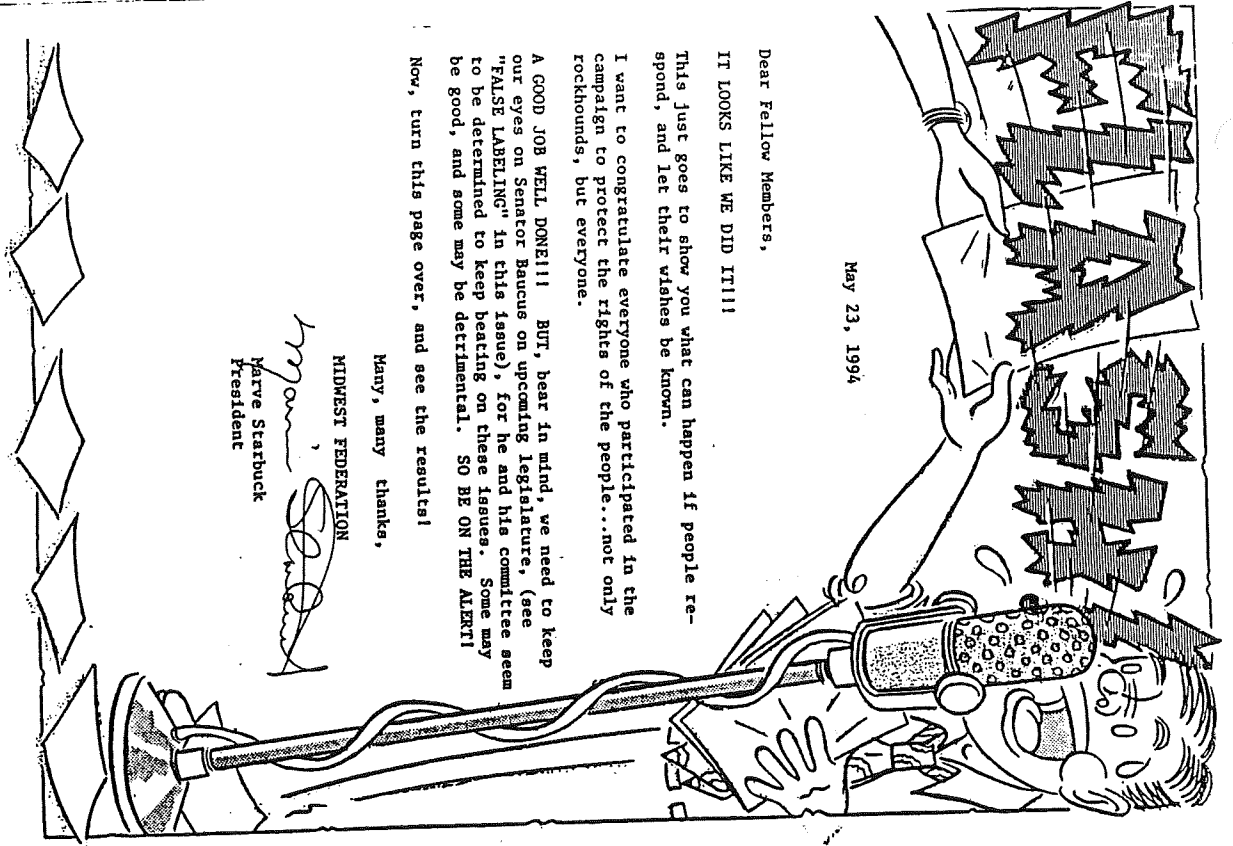 May 23, 1994
Dear Fellow Members,
IT LOOKS LIKE WE DID IT!!!
This just goes to show you what can happen if people re-
spond, and let their wishes be known.
I want to congratulate everyone who participated in the
campaign to protect the rights of the people...not only
rockhounds, but everyone.
A GOOD JOB WELL DONE!!! BUT, bear in mind, we need to keep
our eyes on Senator Baucus on upcoming legislature, (see
"FALSE LABELING" in this issue), for he and his committee seem
to be determined to keep beating on these issues. Some may
be good, and some may be detrimental. SO BE ON THE ALERT!!
Now, turn this page over, and see the results!
Many, many thanks,
MIDWEST FEDERATION
Marve Starbuck
President